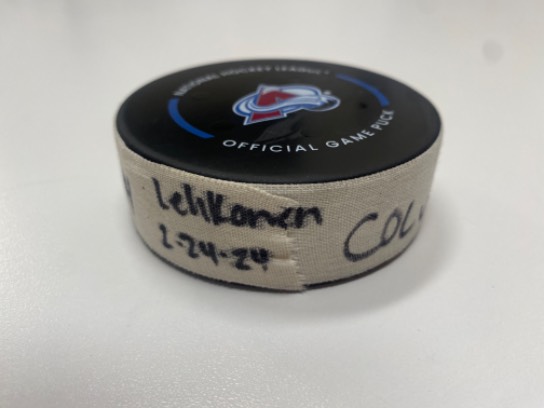 NATIONAL HOCKEY LEAGUE
OFFICIAL GAME PUCK
Lehkonen
2-24-24
COL.